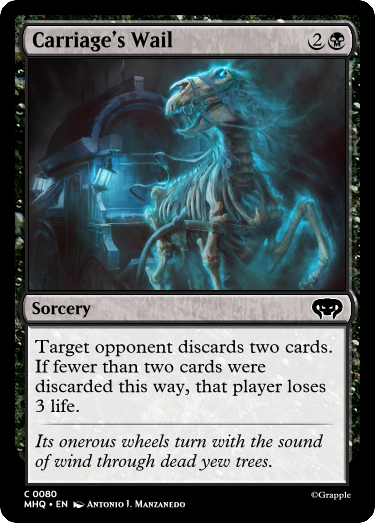 Carriage's Wail 2
Sorcery
Target opponent discards two cards.
If fewer than two cards were
discarded this way, that player loses
3 life.
Its onerous wheels turn with the sound
of wind through dead yew trees.
C 0080
MHQ • EN Antonio J. Manzanedo
©Grapple